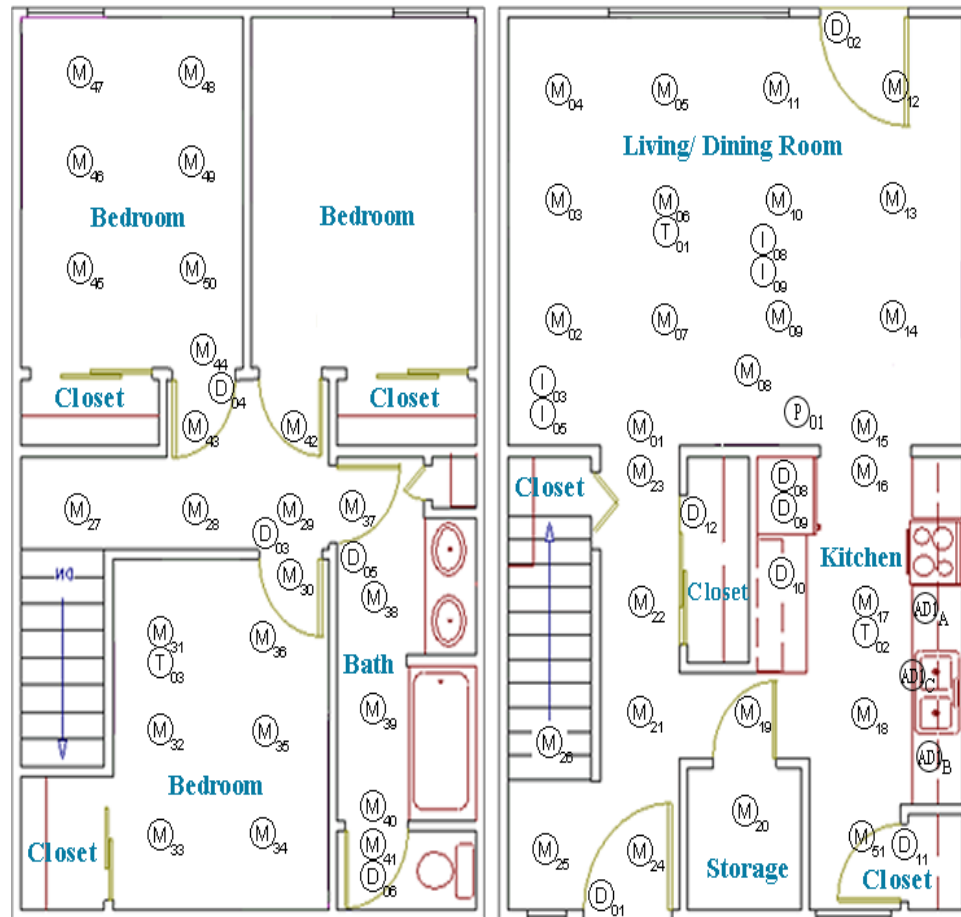 M47 M48
M46 M49
Bedroom
Bedroom
M45 M50
M44
D04
Closet
Closet
M43 M42
M27 M28 M29 M37
D03
D05
M30
DN
M38
M31 M36
T03
Bath
M32 M35
M39
Bedroom
M40
M33 M34
M41
Closet
D06
D02
M04 M05 M11 M12
Living/ Dining Room
M03 M06 M10 M13
T01
I08
I09
M02 M07 M09 M14
M08
I03
I05
P01
M01 M15
M23 M16
Closet
D08
D09
D12
Kitchen
D10
Closet
M22 M17
AD1A
T02
AD1C
M21 M19 M18
M26
AD1B
M20
M25 M24
M51
D11
Storage
Closet
D01